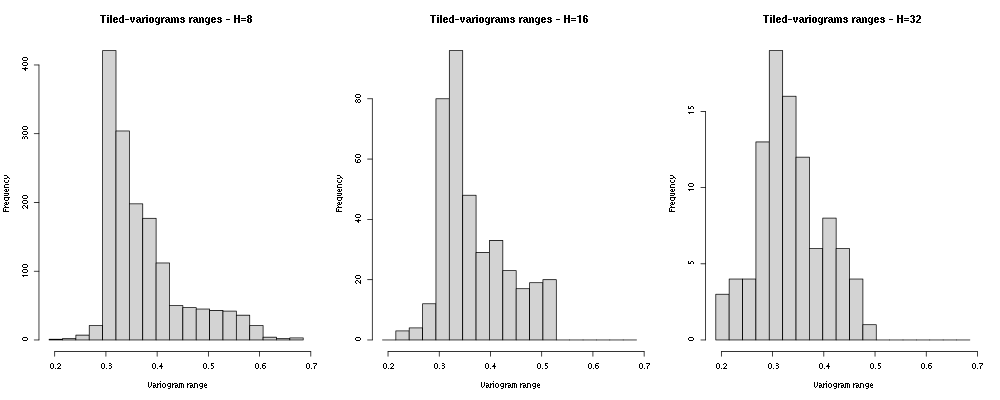 Tiled-variograms ranges - H=8
Tiled-variograms ranges - H=16
Tiled-variograms ranges - H=32
Frequency
0
100
200
300
400
0.2 0.3 0.4 0.5 0.6 0.7
Variogram range
Frequency
0
20
40
60
80
0.2 0.3 0.4 0.5 0.6 0.7
Variogram range
Frequency
0
5
10
15
0.2 0.3 0.4 0.5 0.6 0.7
Variogram range